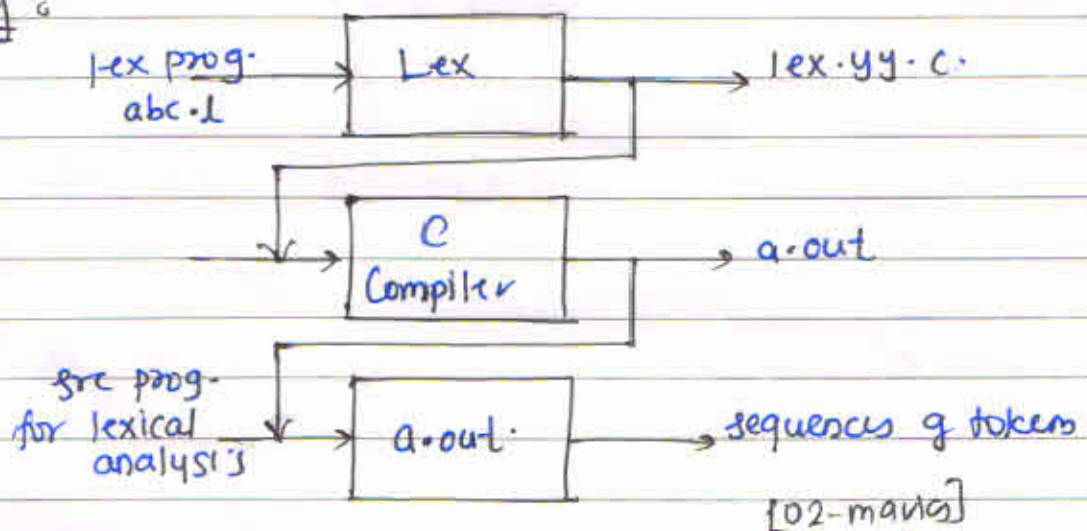 Lex prog.
abc.l
Lex
lex.yy.c.
C
Compiler
a.out
src prog.
for lexical
analysis
a.out.
sequences of tokens
[02-marks]